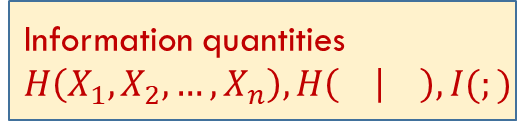 Information quantities
H(X₁, X₂, …, Xₙ), H( | ), I(; )